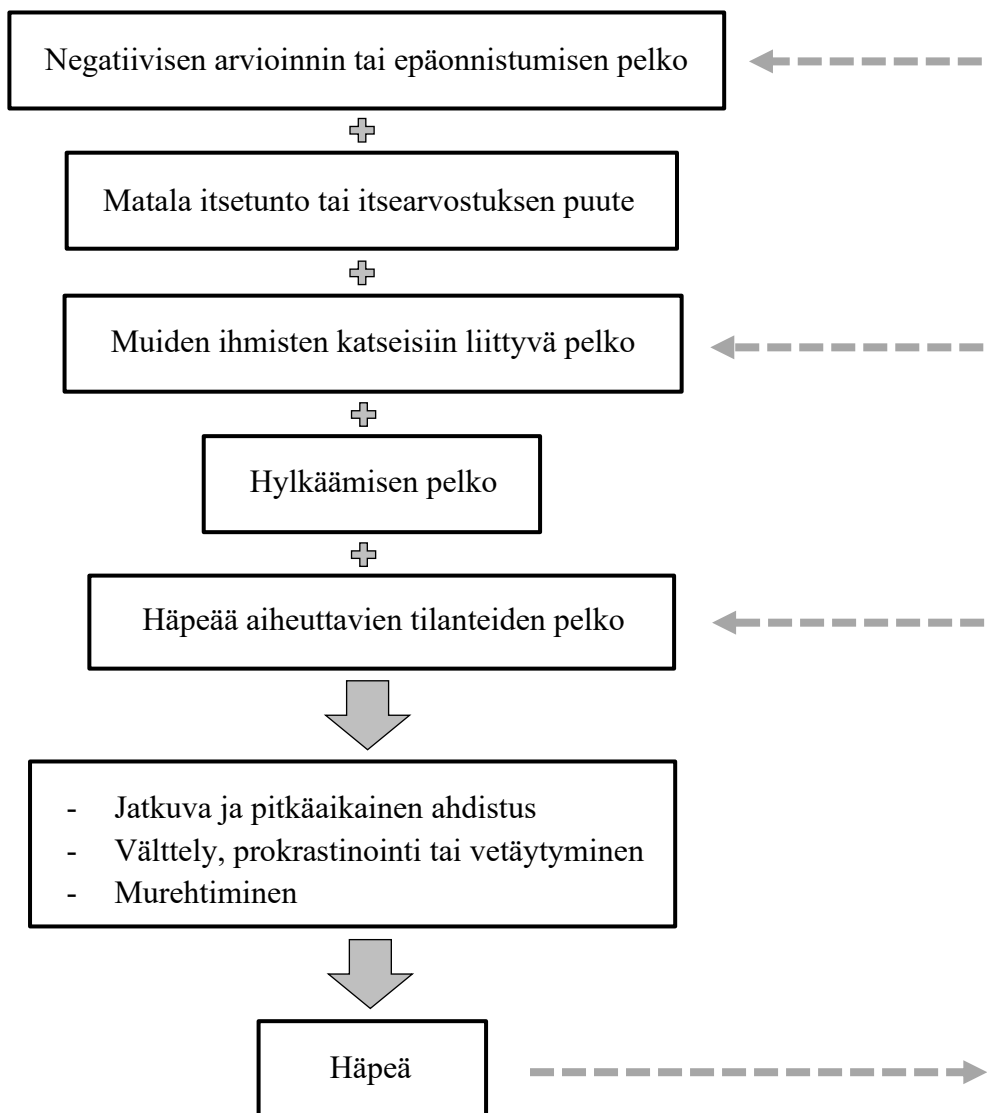 Negatiivisen arvioinnin tai epäonnistumisen pelko
Matala itsetunto tai itsearvostuksen puute
Muiden ihmisten katseisiin liittyvä pelko
Hylkäämisen pelko
Häpeää aiheuttavien tilanteiden pelko
- Jatkuva ja pitkäaikainen ahdistus
- Välttely, prokrastinointi tai vetäytyminen
- Murehtiminen
Häpeä